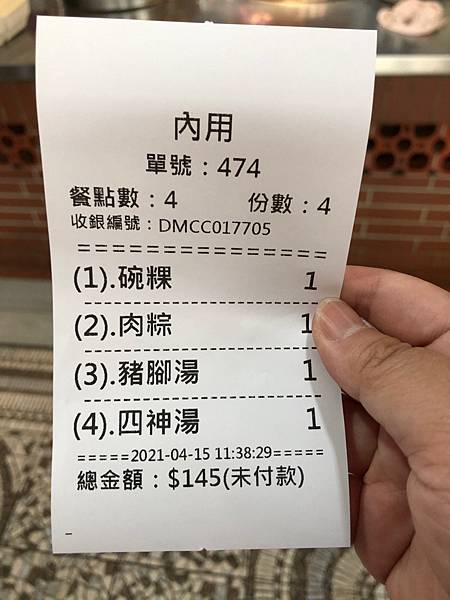 內用
單號：474
餐點數：4 份數：4
收銀編號：DMCC017705
================
(1).碗粿 1
(2).肉粽 1
(3).豬腳湯 1
(4).四神湯 1
=====2021-04-15 11:38:29=====
總金額：$145(未付款)